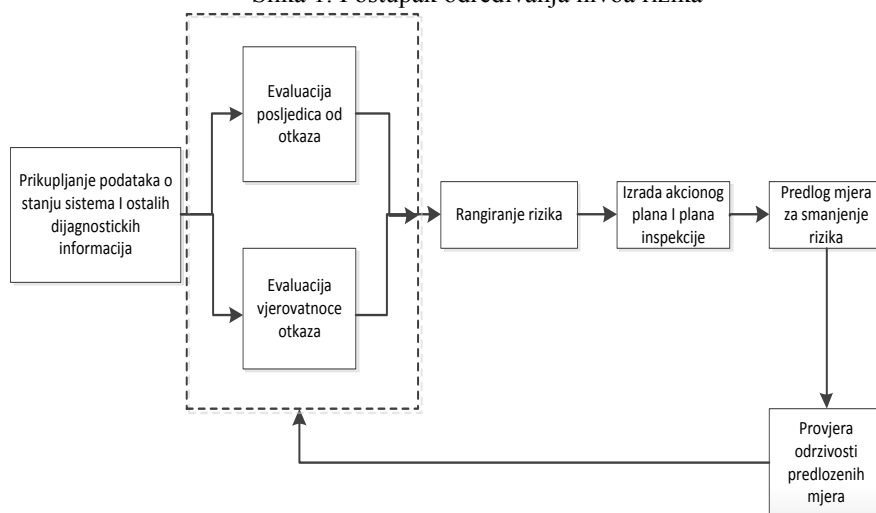 Slika 1. Postupak određivanja nivoa rizika
Evaluacija
posljedica od
otkaza
Prikupljanje podataka o
stanju sistema I ostalih
dijagnostickih
informacija
Evaluacija
vjerovatnoce
otkaza
Rangiranje rizika
Izrada akcionog
plana I plana
inspekcije
Predlog mjera
za smanjenje
rizika
Provjera
odrzivosti
predlozenih
mjera